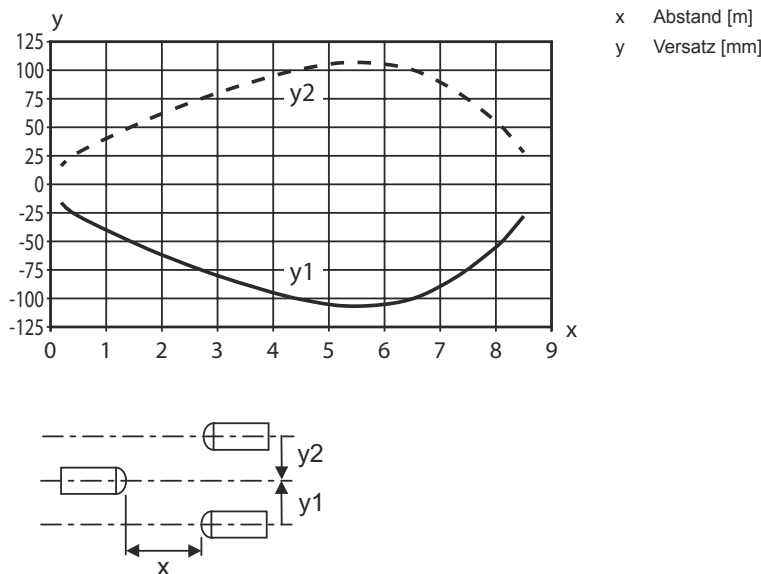 y
x Abstand [m]
y Versatz [mm]
125
100
75
50
25
0
-25
-50
-75
-100
-125
y2
y1
0 1 2 3 4 5 6 7 8 9
x
y2
y1
x